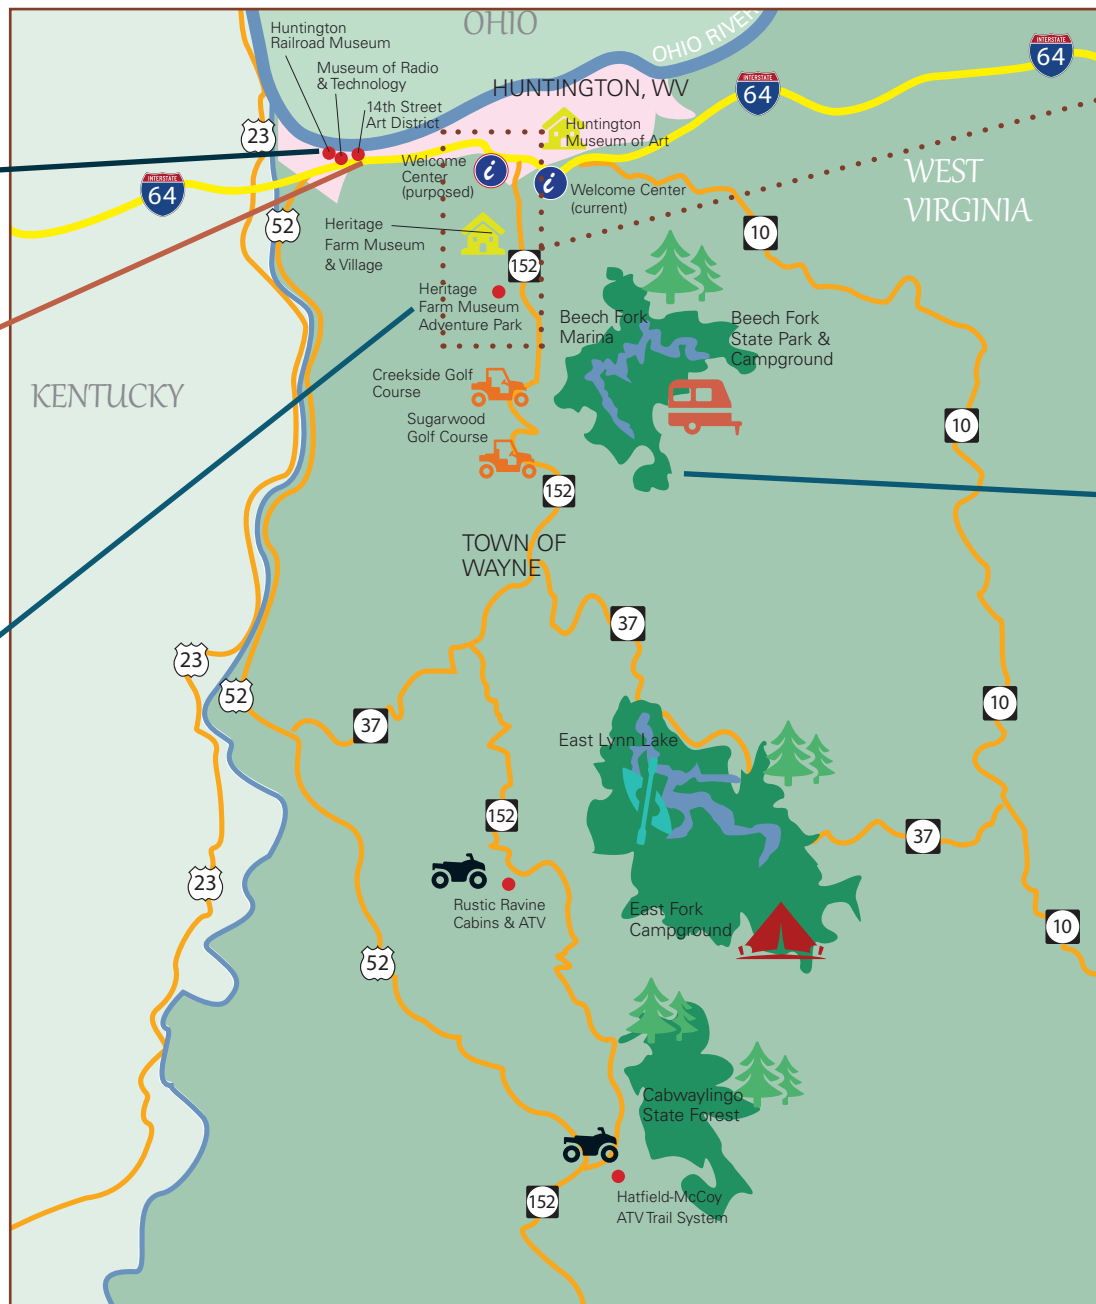 OHIO
Huntington
Railroad Museum
Museum of Radio
& Technology
14th Street
Art District
OHIO RIVER
INTERSTATE
64
INTERSTATE
64
HUNTINGTON, WV
23
Huntington
Museum of Art
Welcome
Center
(purposed)
i
i
Welcome Center
(current)
WEST
VIRGINIA
INTERSTATE
64
52
Heritage
Farm Museum
& Village
10
152
Heritage
Farm Museum
Adventure Park
Beech Fork
Marina
Beech Fork
State Park &
Campground
KENTUCKY
Creekside Golf
Course
Sugarwood
Golf Course
10
152
TOWN OF
WAYNE
37
23
52
37
10
East Lynn Lake
152
37
23
Rustic Ravine
Cabins & ATV
East Fork
Campground
10
52
Cabwaylingo
State Forest
152
Hatfield-McCoy
ATV Trail System